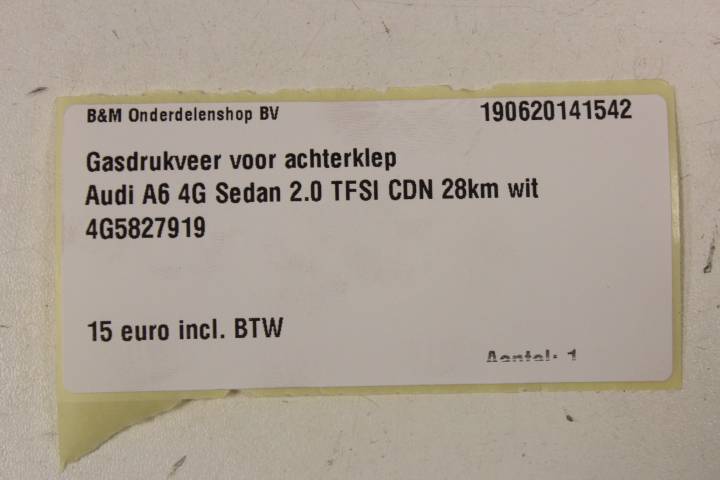 B&M Onderdelenshop BV 190620141542
Gasdrukveer voor achterklep
Audi A6 4G Sedan 2.0 TFSI CDN 28km wit
4G5827919
15 euro incl. BTW
Aantal: 1